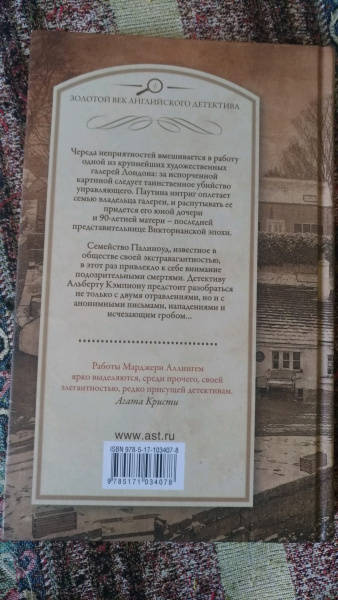 ЗОЛОТОЙ ВЕК АНГЛИЙСКОГО ДЕТЕКТИВА
Череда неприятностей вмешивается в работу
одной из крупнейших художественных
галерей Лондона: за испорченной
картиной следует таинственное убийство
управляющего. Паутина интриг оплетает
семью владельца галереи, и распутывать ее
придется его юной дочери
и 90-летней матери – последней
представительнице Викторианской эпохи.
Семейство Палиноуд, известное в
обществе своей экстравагантностью,
в этот раз привлекло к себе внимание
подозрительными смертями. Детективу
Альберту Кэмпиону предстоит разобраться
не только с двумя отравлениями, но и с
анонимными письмами, нападениями и
исчезающим гробом...
Работы Марджери Аллингем
ярко выделяются, среди прочего, своей
элегантностью, редко присущей детективам.
Агата Кристи
www.ast.ru
ISBN 978-5-17-103407-8
9785171034078